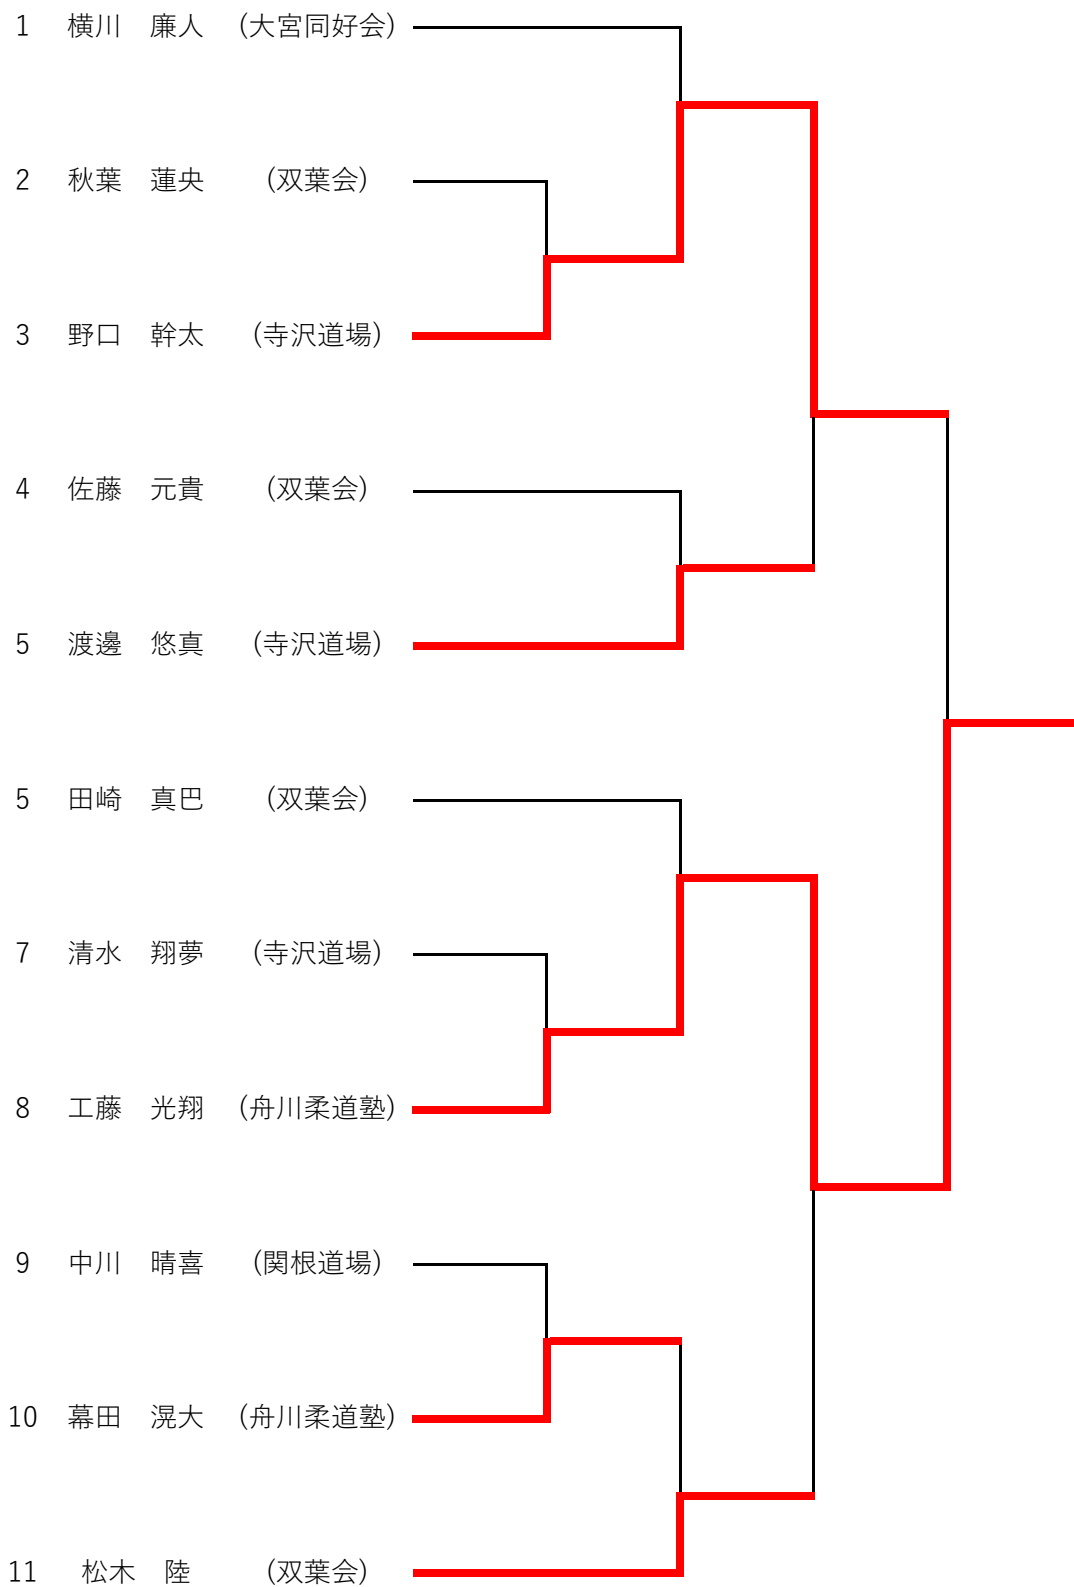 1 横川 廉人 (大宮同好会)
2 秋葉 蓮央 (双葉会)
3 野口 幹太 (寺沢道場)
4 佐藤 元貴 (双葉会)
5 渡邊 悠真 (寺沢道場)
5 田崎 真巴 (双葉会)
7 清水 翔夢 (寺沢道場)
8 工藤 光翔 (舟川柔道塾)
9 中川 晴喜 (関根道場)
10 幕田 滉大 (舟川柔道塾)
11 松木 陸 (双葉会)